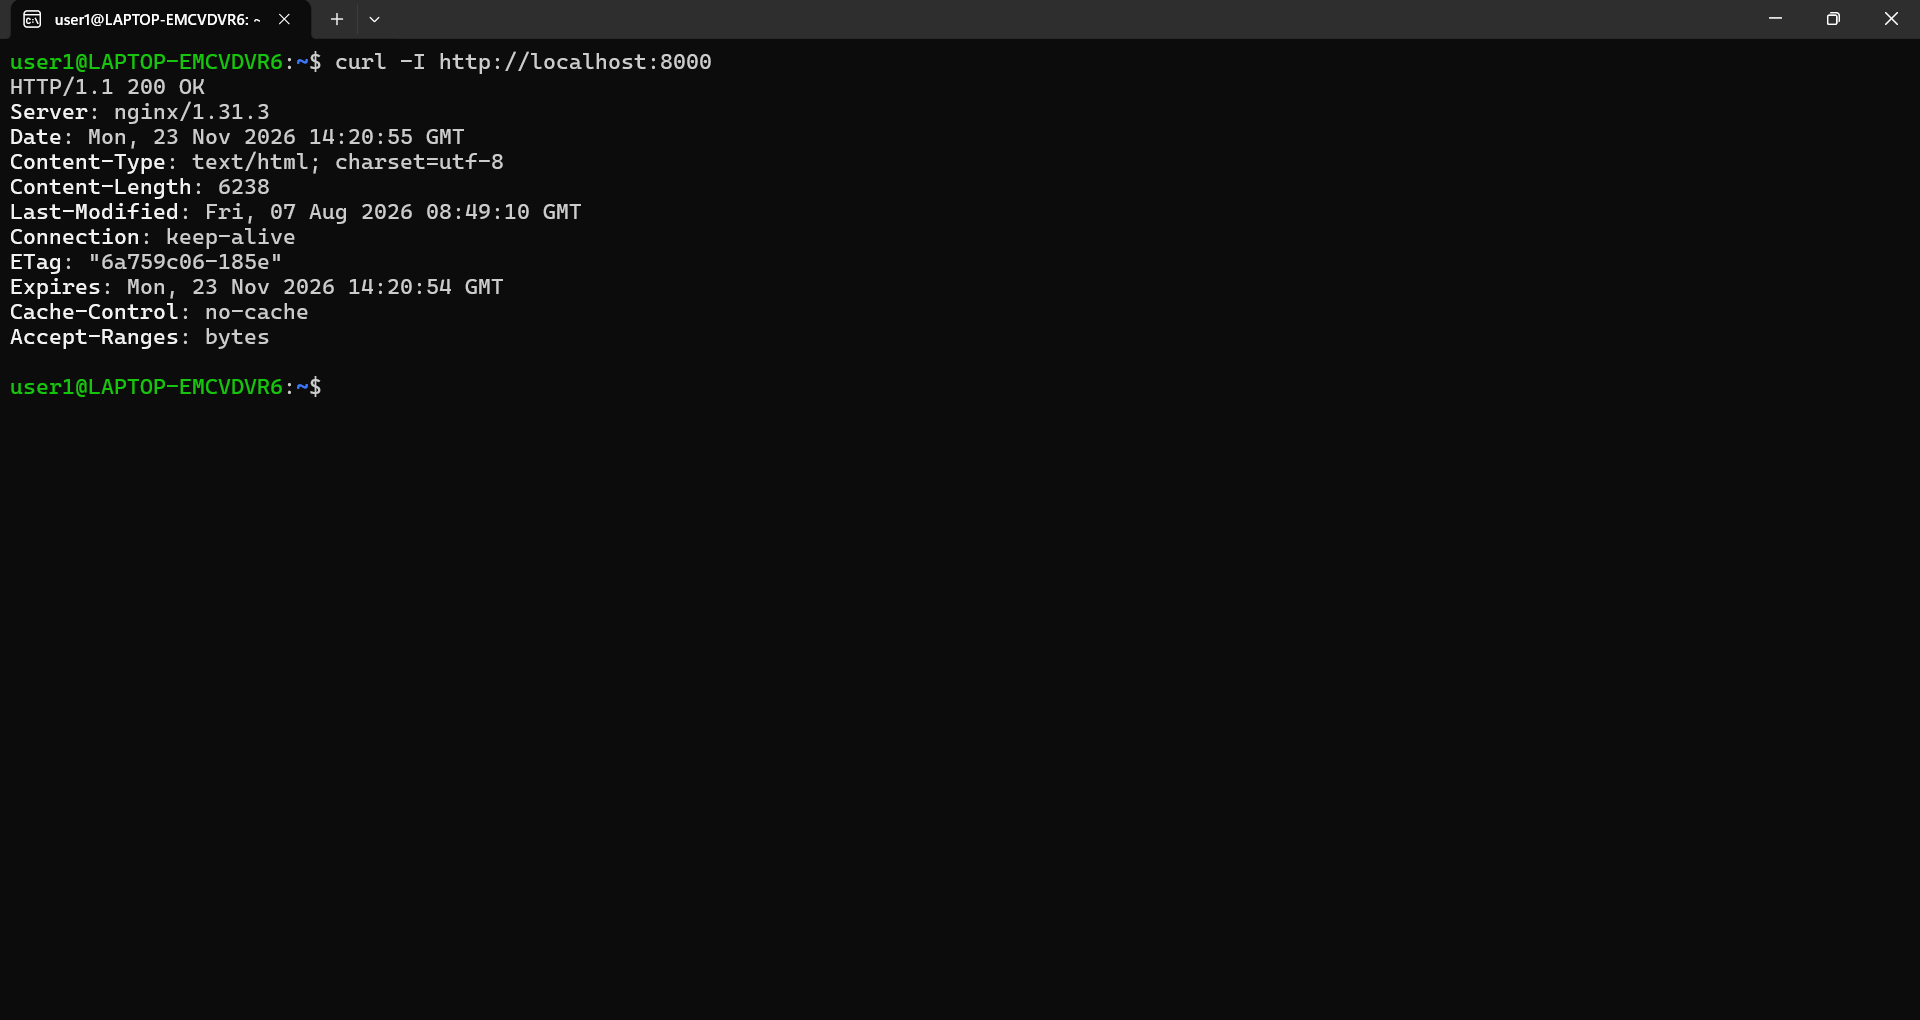 user1@LAPTOP-EMCVDVR6: ~
user1@LAPTOP-EMCVDVR6:~$ curl -I http://localhost:8000
HTTP/1.1 200 OK
Server: nginx/1.31.3
Date: Mon, 23 Nov 2026 14:20:55 GMT
Content-Type: text/html; charset=utf-8
Content-Length: 6238
Last-Modified: Fri, 07 Aug 2026 08:49:10 GMT
Connection: keep-alive
ETag: "6a759c06-185e"
Expires: Mon, 23 Nov 2026 14:20:54 GMT
Cache-Control: no-cache
Accept-Ranges: bytes
user1@LAPTOP-EMCVDVR6:~$